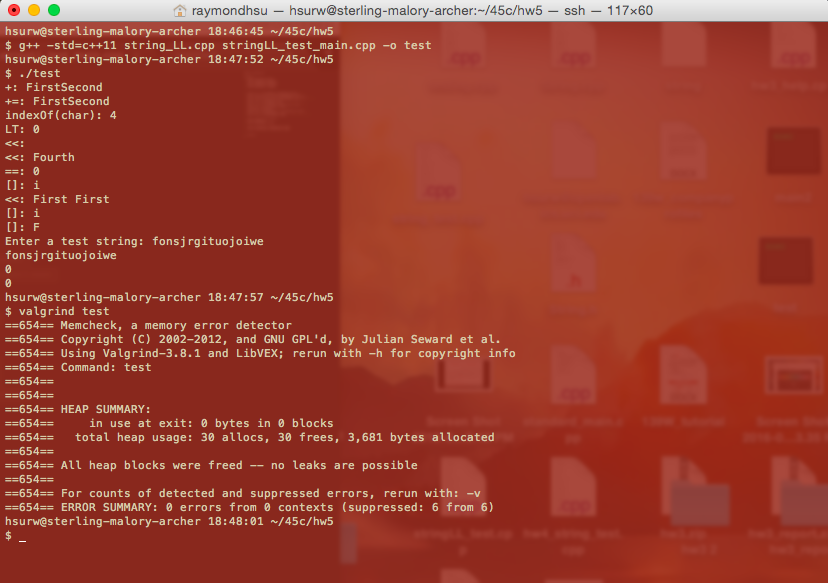 raymondhsu — hsurw@sterling-malory-archer:~/45c/hw5 — ssh — 117×60
hsurw@sterling-malory-archer 18:46:45 ~/45c/hw5
$ g++ -std=c++11 string_LL.cpp stringLL_test_main.cpp -o test
hsurw@sterling-malory-archer 18:47:52 ~/45c/hw5
$ ./test
+: FirstSecond
+=: FirstSecond
indexOf(char): 4
LT: 0
<<:
<<: Fourth
==: 0
[]: i
<<: First First
[]: i
[]: F
Enter a test string: fonsjrgituojoiwe
fonsjrgituojoiwe
0
0
hsurw@sterling-malory-archer 18:47:57 ~/45c/hw5
$ valgrind test
==654== Memcheck, a memory error detector
==654== Copyright (C) 2002-2012, and GNU GPL'd, by Julian Seward et al.
==654== Using Valgrind-3.8.1 and LibVEX; rerun with -h for copyright info
==654== Command: test
==654==
==654==
==654== HEAP SUMMARY:
==654==     in use at exit: 0 bytes in 0 blocks
==654==   total heap usage: 30 allocs, 30 frees, 3,681 bytes allocated
==654==
==654== All heap blocks were freed -- no leaks are possible
==654==
==654== For counts of detected and suppressed errors, rerun with: -v
==654== ERROR SUMMARY: 0 errors from 0 contexts (suppressed: 6 from 6)
hsurw@sterling-malory-archer 18:48:01 ~/45c/hw5
$ _